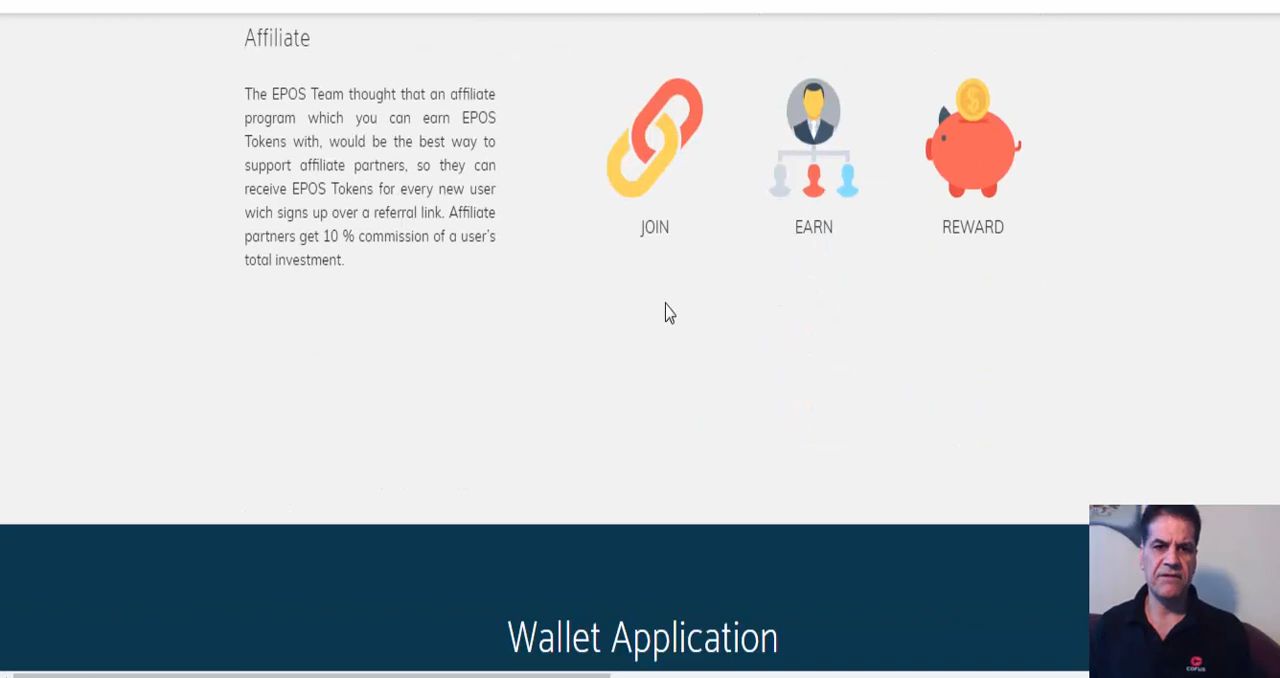 Affiliate
The EPOS Team thought that an affiliate
program which you can earn EPOS
Tokens with, would be the best way to
support affiliate partners, so they can
receive EPOS Tokens for every new user
wich signs up over a referral link. Affiliate
partners get 10 % commission of a user's
total investment.
JOIN
EARN
REWARD
Wallet Application